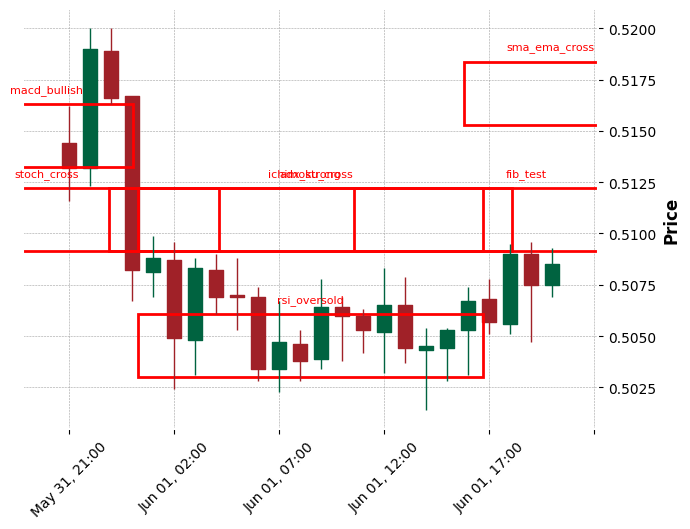 0.5200
sma_ema_cross
0.5175
macd_bullish
0.5150
0.5125
stoch_cross
fib_test
0.5100
0.5075
rsi_oversold
0.5050
0.5025
Price
May 31, 21:00
Jun 01, 02:00
Jun 01, 07:00
Jun 01, 12:00
Jun 01, 17:00